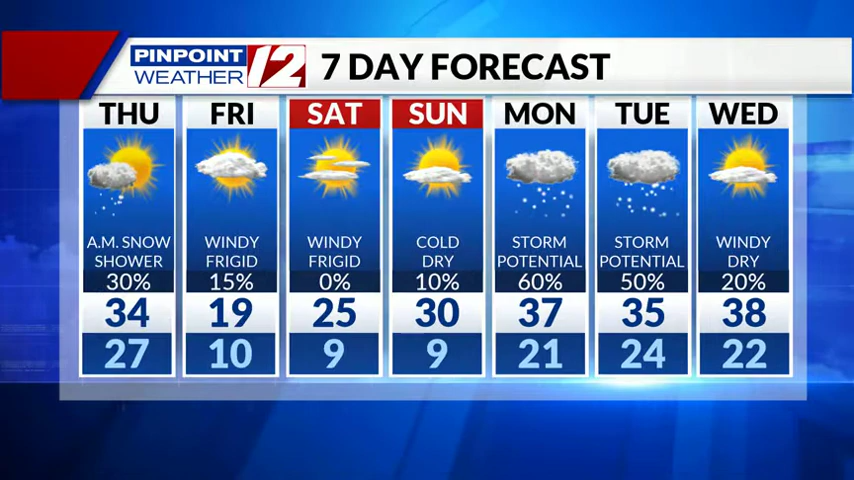 PINPOINT
WEATHER 12
7 DAY FORECAST
THU FRI SAT SUN MON TUE WED
A.M. SNOW WINDY WINDY COLD STORM STORM WINDY
SHOWER FRIGID FRIGID DRY POTENTIAL POTENTIAL DRY
30% 15% 0% 10% 60% 50% 20%
34 19 25 30 37 35 38
27 10 9 9 21 24 22